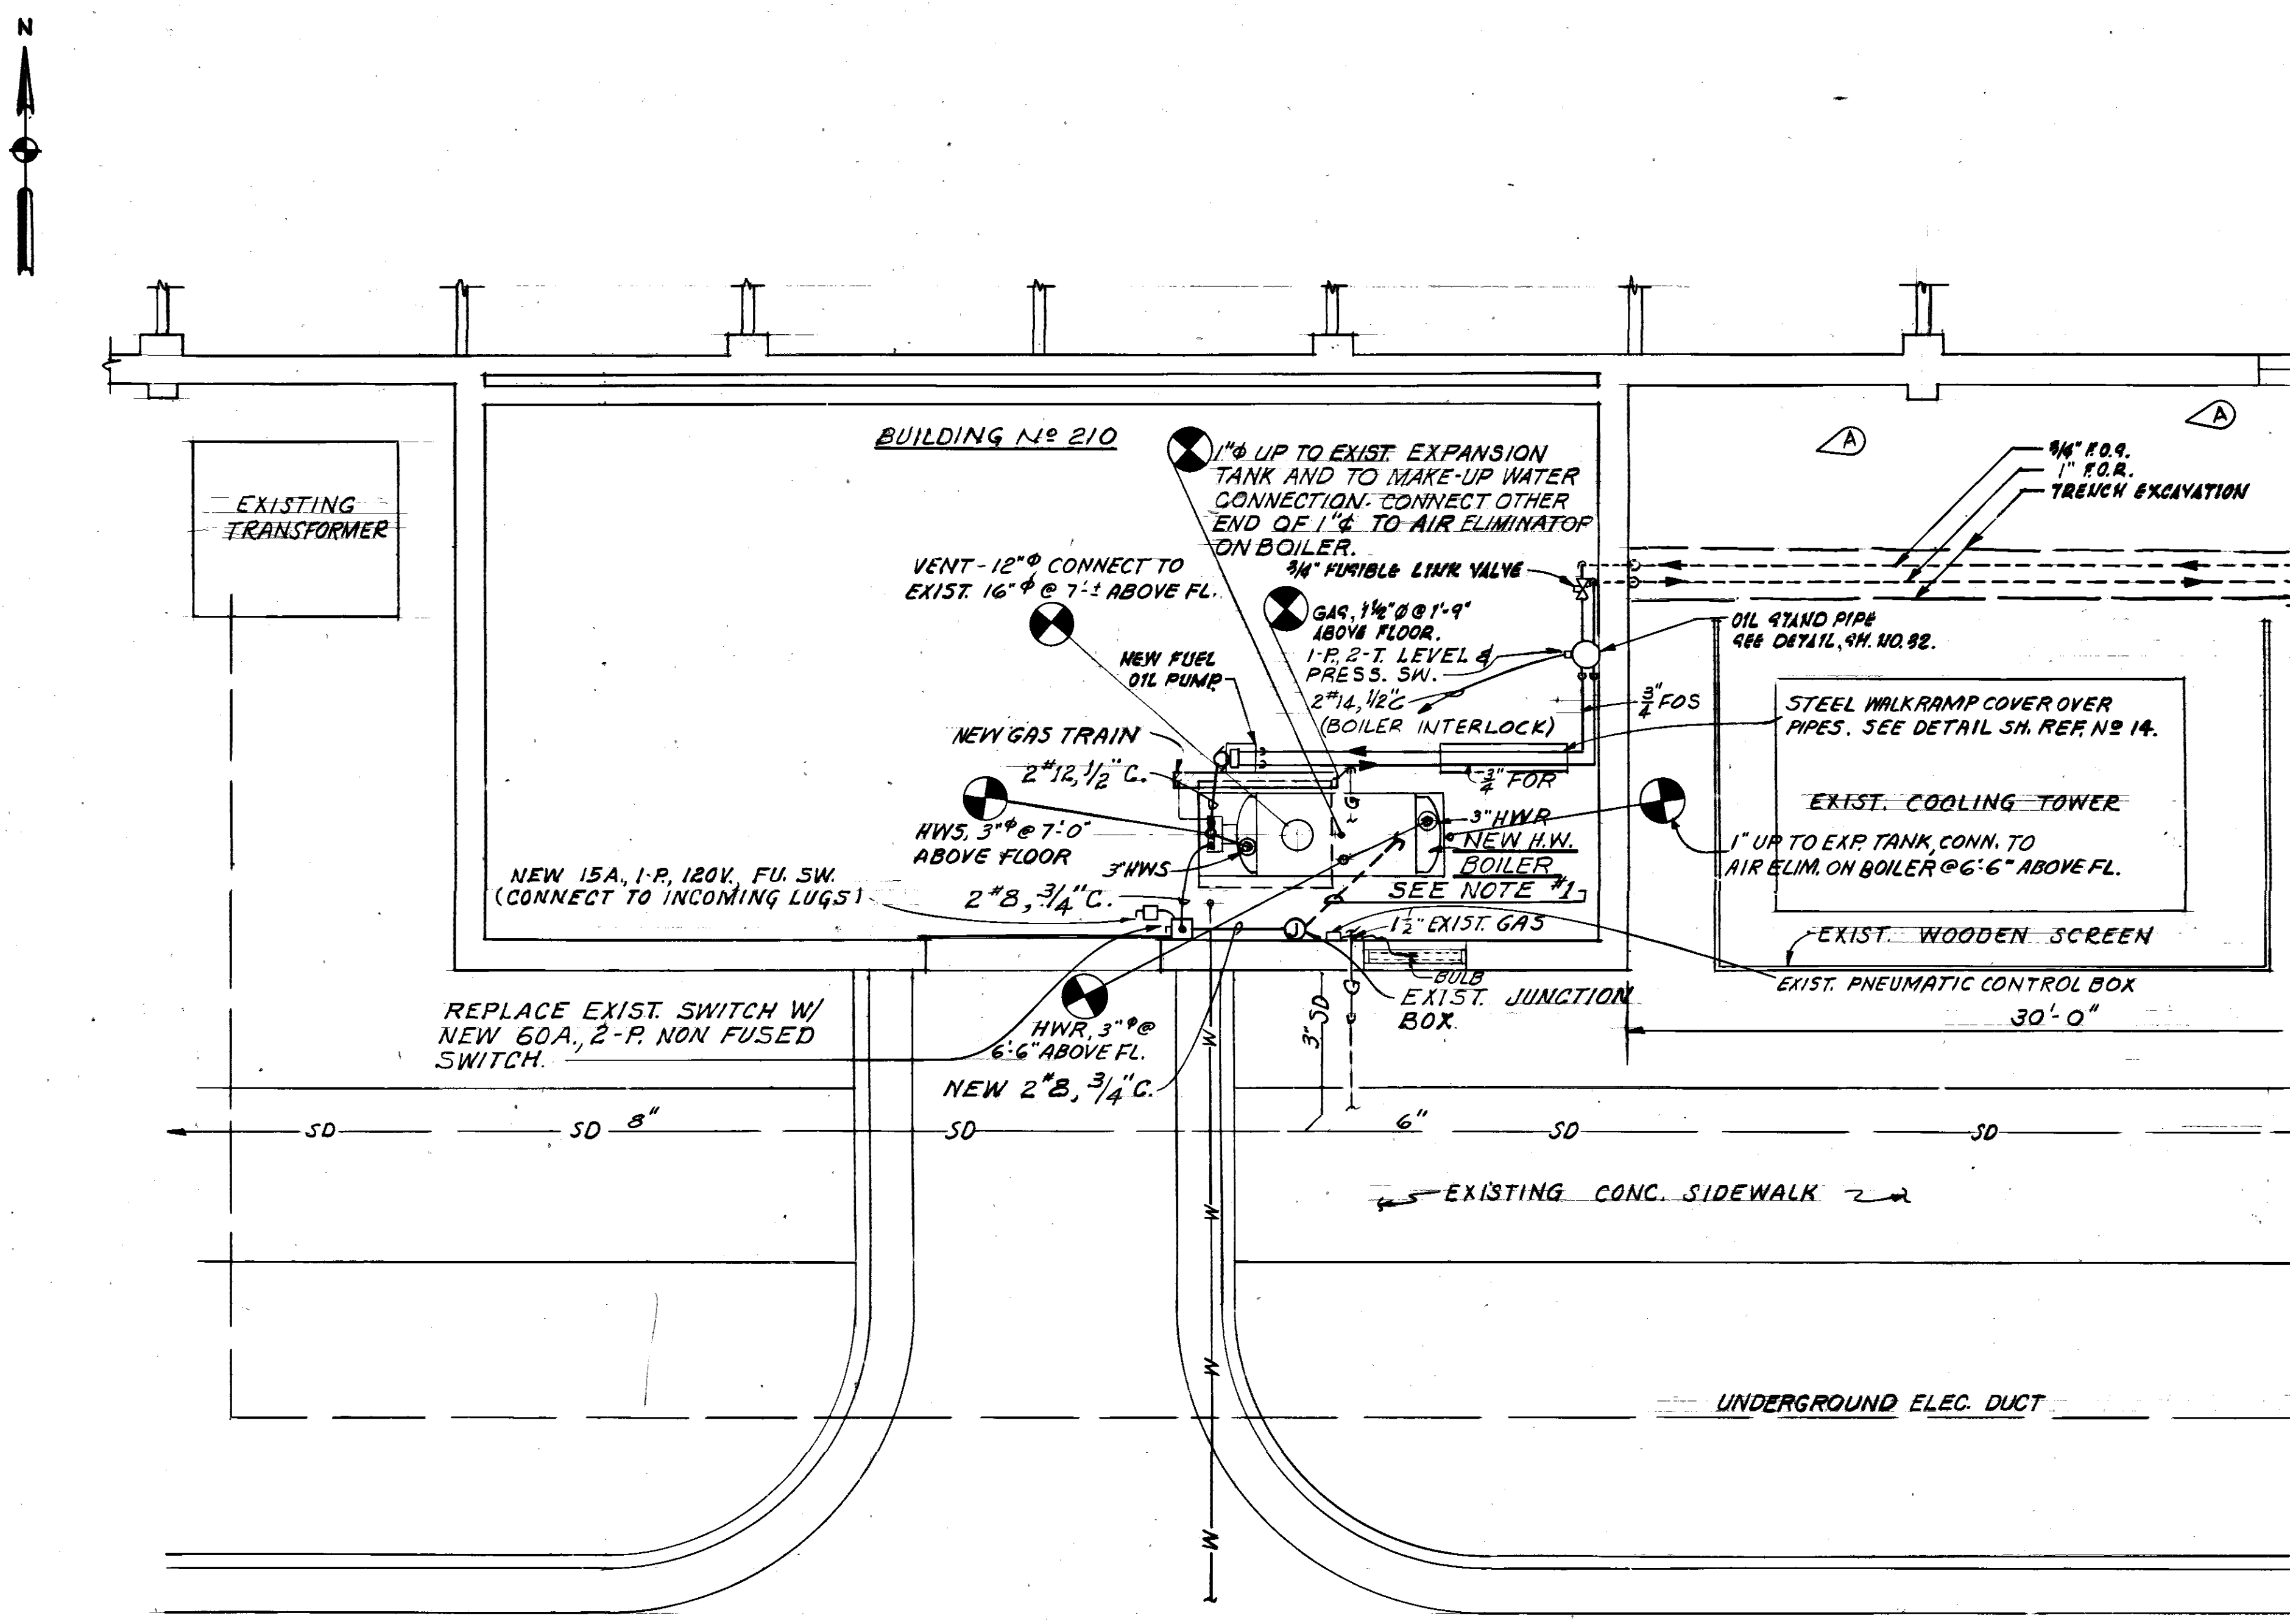 N
BUILDING Nº 210
EXISTING
TRANSFORMER
1"φ UP TO EXIST. EXPANSION
TANK AND TO MAKE-UP WATER
CONNECTION. CONNECT OTHER
END OF 1"¢ TO AIR ELIMINATOR
ON BOILER.
A
A
3/4" F.O.S.
1" F.O.R.
TRENCH EXCAVATION
VENT - 12"φ CONNECT TO
EXIST. 16"φ @ 7'-± ABOVE FL.
3/4" FUSIBLE LINK VALVE
GAS, 1 1/2"φ @ 1'-9"
ABOVE FLOOR.
1-P., 2-T. LEVEL &
PRESS. SW.
2#14, 1/2"C
(BOILER INTERLOCK)
OIL STAND PIPE
SEE DETAIL, SH. NO. 32.
NEW FUEL
OIL PUMP
3/4" FOS
STEEL WALKRAMP COVER OVER
PIPES. SEE DETAIL SH. REF. Nº 14.
NEW GAS TRAIN
2#12, 1/2" C.
3/4" FOR
G
EXIST. COOLING TOWER
HWS, 3"φ @ 7'-0"
ABOVE FLOOR
3"HWS
3"HWR
NEW H.W.
BOILER
SEE NOTE #1
1" UP TO EXP. TANK, CONN. TO
AIR ELIM. ON BOILER @ 6'-6" ABOVE FL.
NEW 15A., 1-P., 120V., FU. SW.
(CONNECT TO INCOMING LUGS)
2#8, 3/4"C.
J
1 1/2" EXIST. GAS
EXIST. WOODEN SCREEN
BULB
EXIST. PNEUMATIC CONTROL BOX
EXIST. JUNCTION
BOX.
30'-0"
REPLACE EXIST. SWITCH W/
NEW 60A., 2-P. NON FUSED
SWITCH.
HWR, 3"φ @
6'-6" ABOVE FL.
NEW 2#8, 3/4"C.
3" SD
G
W
SD
SD 8"
SD
6"
SD
SD
EXISTING CONC. SIDEWALK
W
W
UNDERGROUND ELEC. DUCT
W